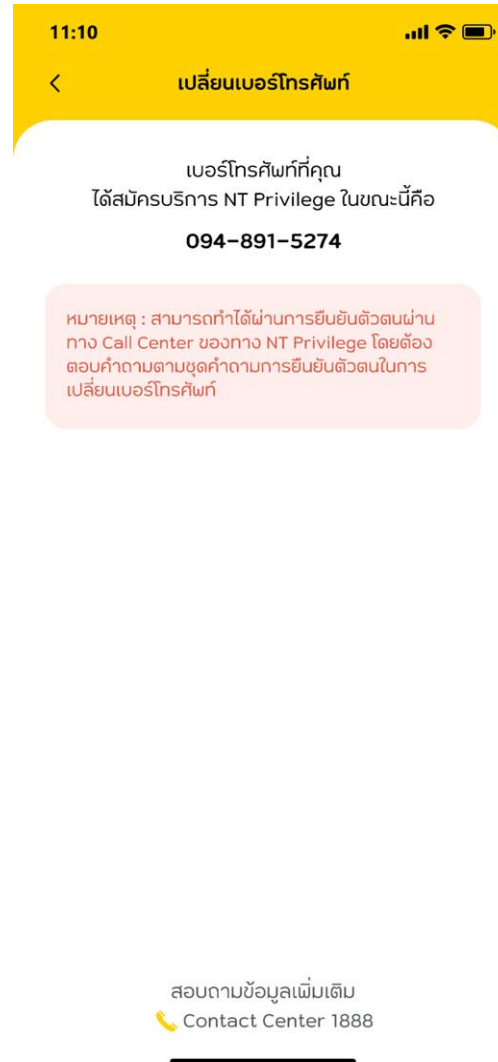 11:10
เปลี่ยนเบอร์โทรศัพท์
เบอร์โทรศัพท์ที่คุณ
ได้สมัครบริการ NT Privilege ในขณะนี้คือ
094-891-5274
หมายเหตุ : สามารถทำได้ผ่านการยืนยันตัวตนผ่าน
ทาง Call Center ของทาง NT Privilege โดยต้อง
ตอบคำถามตามชุดคำถามการยืนยันตัวตนในการ
เปลี่ยนเบอร์โทรศัพท์
สอบถามข้อมูลเพิ่มเติม
Contact Center 1888